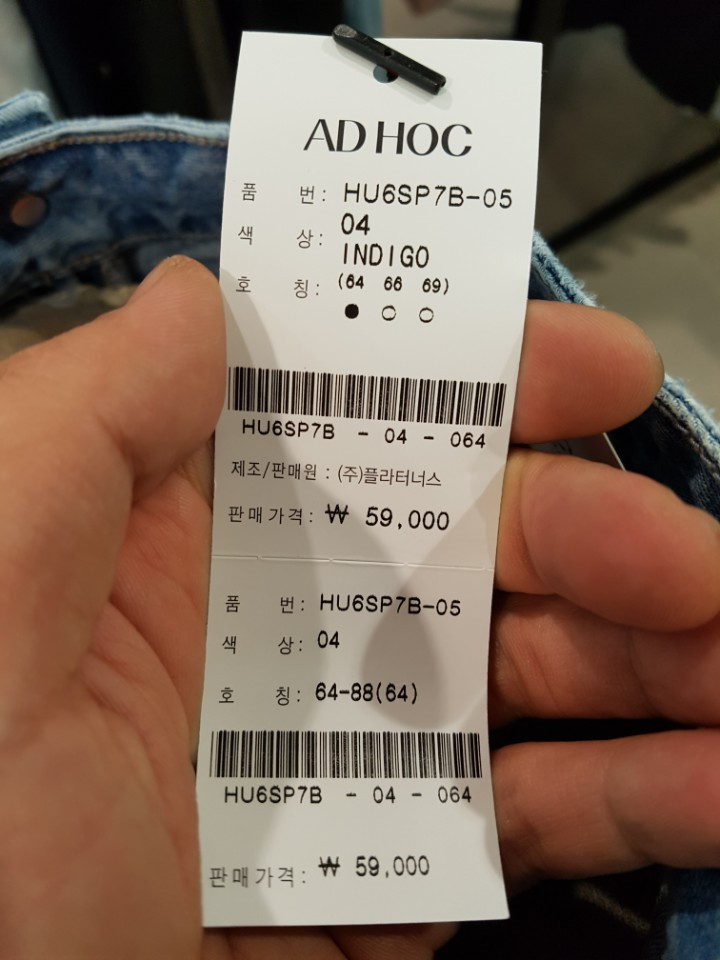 AD HOC
품 번: HU6SP7B-05
색 상: 04
INDIGO
호 칭: (64 66 69)
HU6SP7B - 04 - 064
제조/판매원 : (주)플라터너스
판매가격: ₩ 59,000
품 번: HU6SP7B-05
색 상: 04
호 칭: 64-88(64)
HU6SP7B - 04 - 064
판매가격: ₩ 59,000